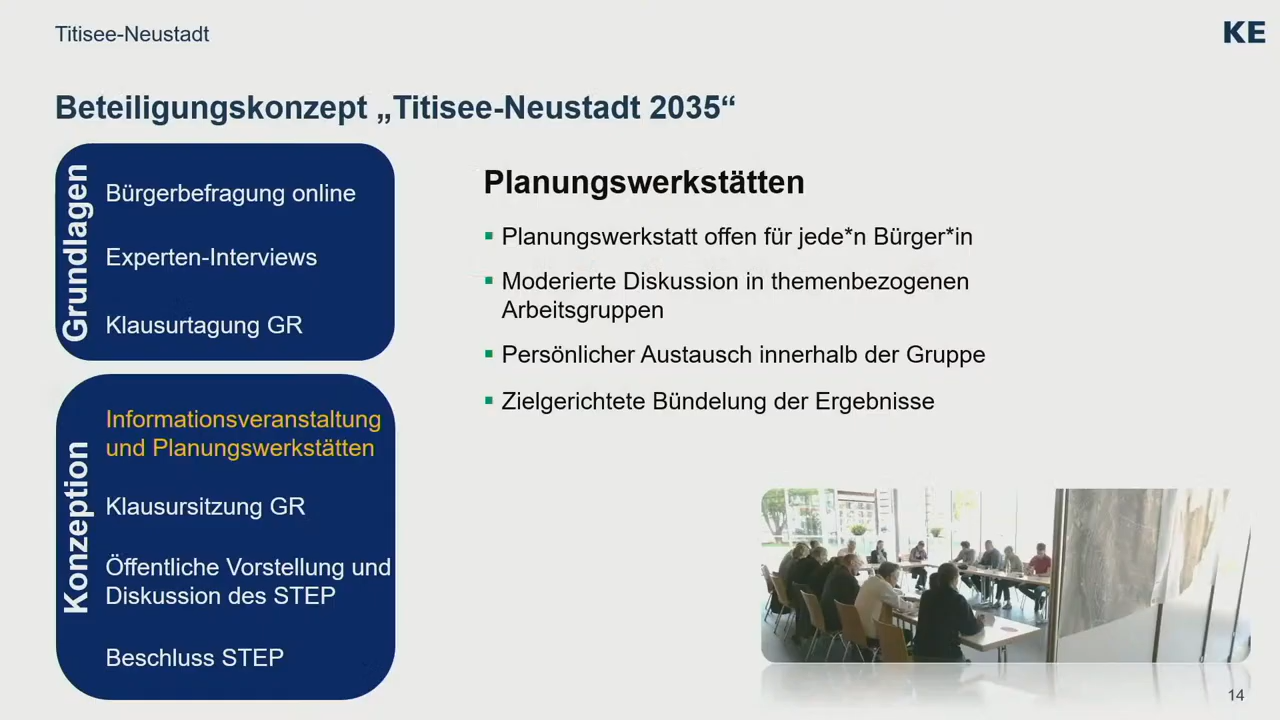 Titisee-Neustadt
KE
Beteiligungskonzept „Titisee-Neustadt 2035“
Grundlagen
Bürgerbefragung online
Experten-Interviews
Klausurtagung GR
Konzeption
Informationsveranstaltung
und Planungswerkstätten
Klausursitzung GR
Öffentliche Vorstellung und
Diskussion des STEP
Beschluss STEP
Planungswerkstätten
▪ Planungswerkstatt offen für jede*n Bürger*in
▪ Moderierte Diskussion in themenbezogenen
Arbeitsgruppen
▪ Persönlicher Austausch innerhalb der Gruppe
▪ Zielgerichtete Bündelung der Ergebnisse
14